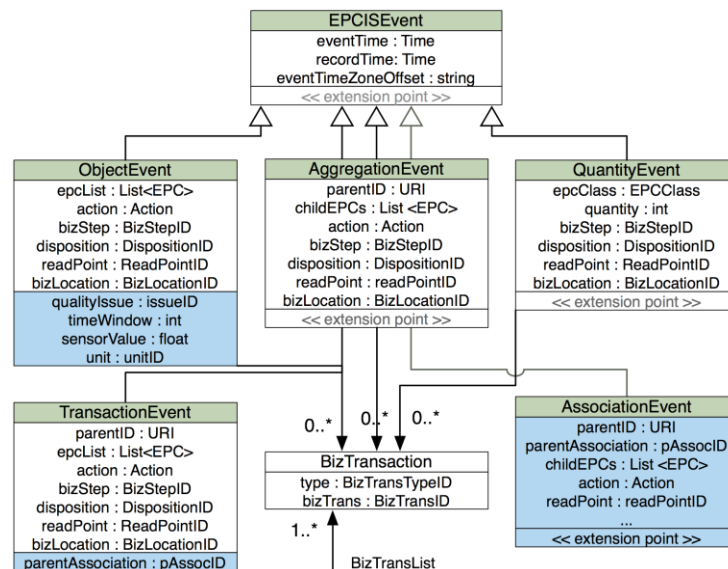 EPCISEvent
eventTime : Time
recordTime: Time
eventTimeZoneOffset : string
<< extension point >>
ObjectEvent
epcList : List<EPC>
action : Action
bizStep : BizStepID
disposition : DispositionID
readPoint : ReadPointID
bizLocation : BizLocationID
qualityIssue : issueID
timeWindow : int
sensorValue : float
unit : unitID
AggregationEvent
parentID : URI
childEPCs : List <EPC>
action : Action
bizStep : BizStepID
disposition : DispositionID
readPoint : readPointID
bizLocation : BizLocationID
<< extension point >>
QuantityEvent
epcClass : EPCClass
quantity : int
bizStep : BizStepID
disposition : DispositionID
readPoint : ReadPointID
bizLocation : BizLocationID
<< extension point >>
TransactionEvent
parentID : URI
epcList : List<EPC>
action : Action
bizStep : BizStepID
disposition : DispositionID
readPoint : ReadPointID
bizLocation : BizLocationID
parentAssociation : pAssocID
0..*
0..*
0..*
BizTransaction
type : BizTransTypeID
bizTrans : BizTransID
1..*
BizTransList
AssociationEvent
parentID : URI
parentAssociation : pAssocID
childEPCs : List <EPC>
action : Action
readPoint : readPointID
...
<< extension point >>